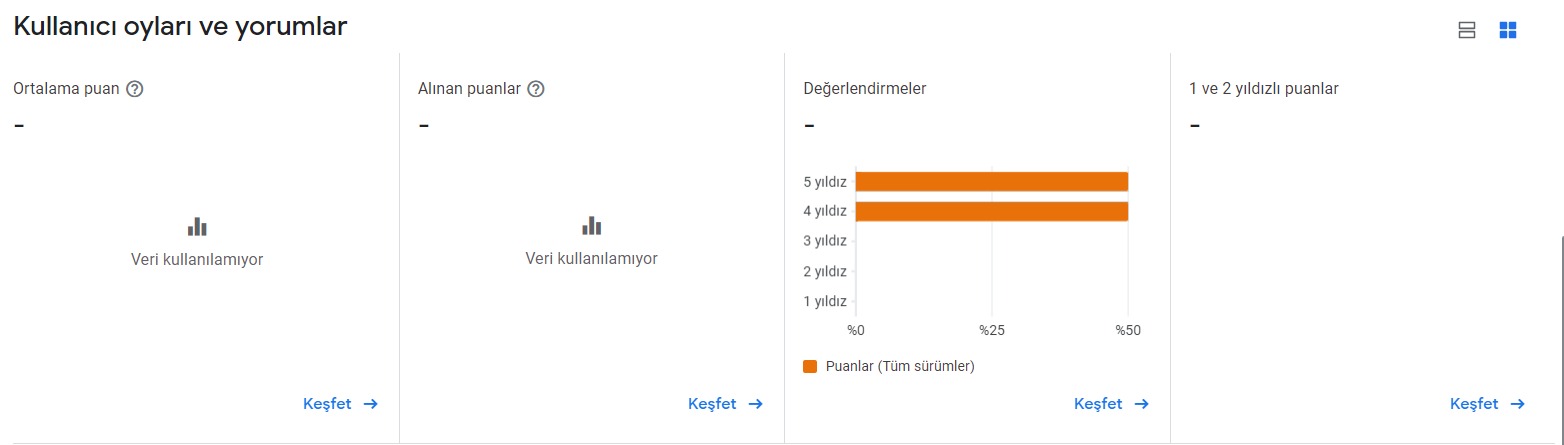 Kullanıcı oyları ve yorumlar
Ortalama puan
-
Veri kullanılamıyor
Keşfet
Alınan puanlar
-
Veri kullanılamıyor
Keşfet
Değerlendirmeler
-
5 yıldız
4 yıldız
3 yıldız
2 yıldız
1 yıldız
%0 %25 %50
Puanlar (Tüm sürümler)
Keşfet
1 ve 2 yıldızlı puanlar
-
Keşfet